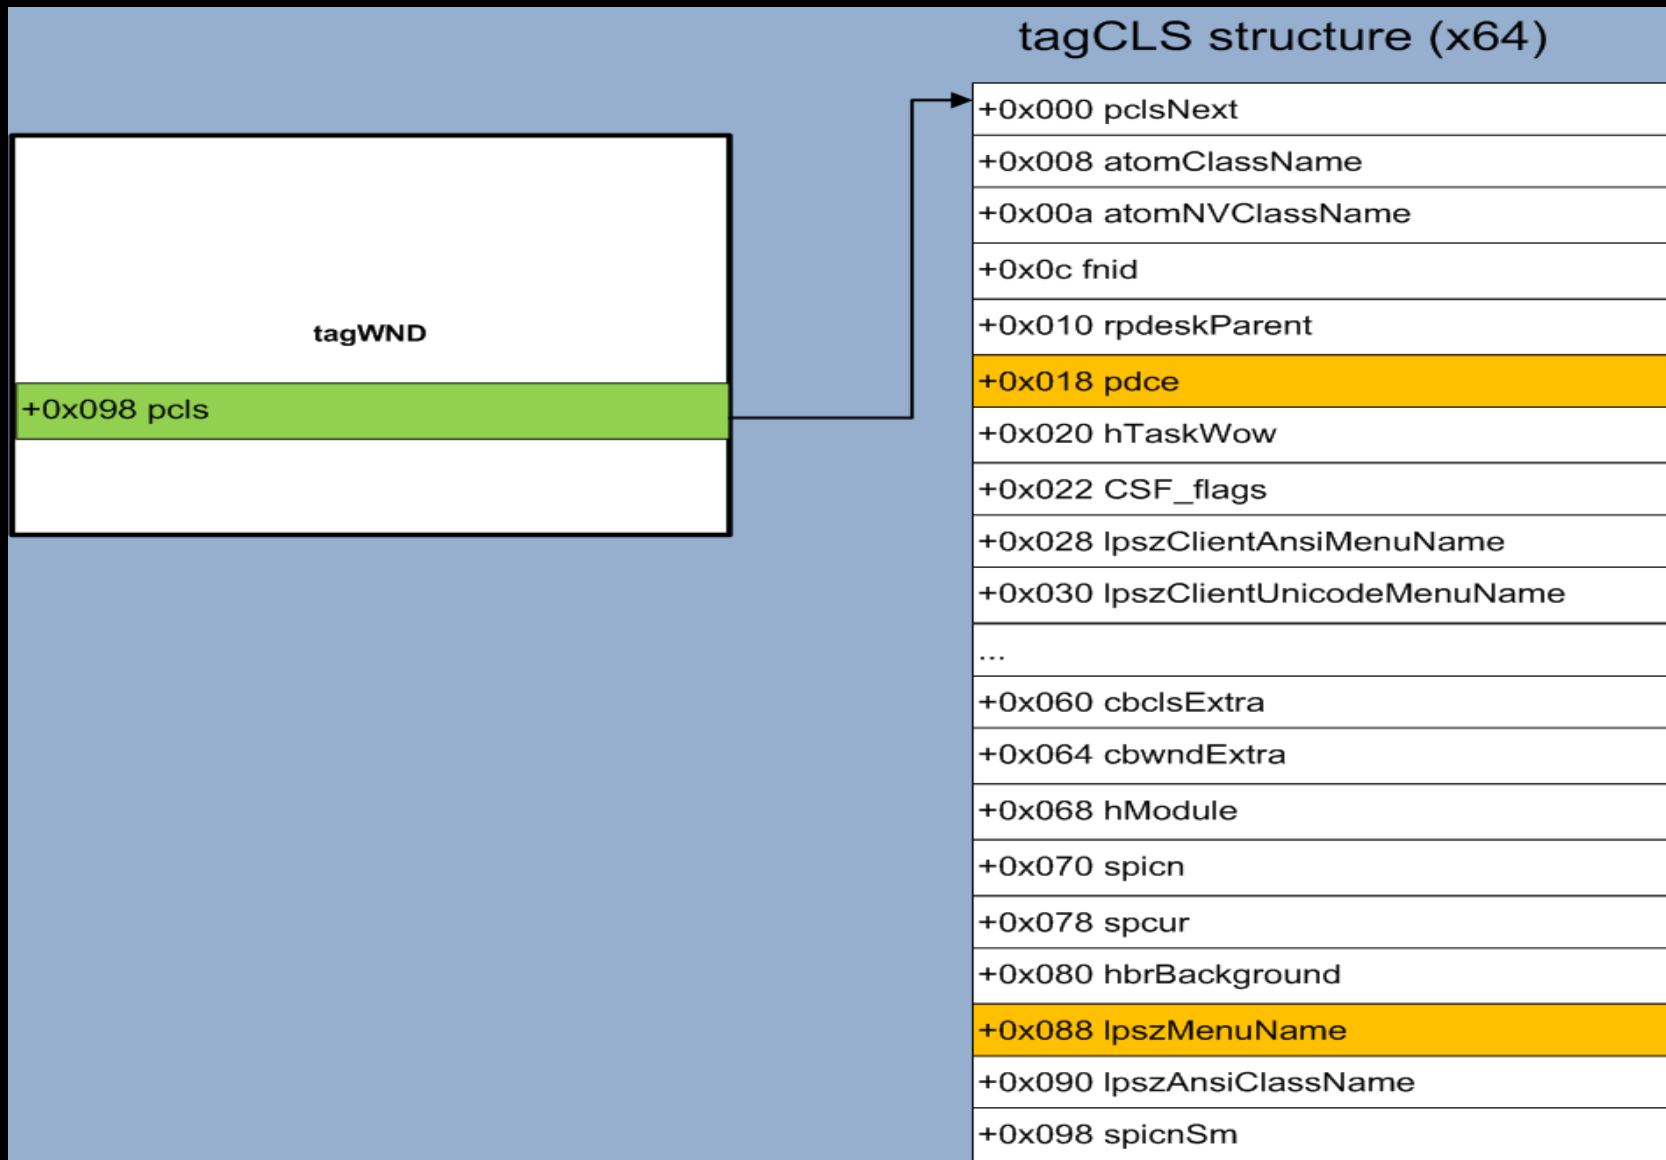 tagCLS structure (x64)
tagWND
+0x098 pcls
+0x000 pclsNext
+0x008 atomClassName
+0x00a atomNVClassName
+0x0c fnid
+0x010 rpdeskParent
+0x018 pdce
+0x020 hTaskWow
+0x022 CSF_flags
+0x028 lpszClientAnsiMenuName
+0x030 lpszClientUnicodeMenuName
...
+0x060 cbclsExtra
+0x064 cbwndExtra
+0x068 hModule
+0x070 spicn
+0x078 spcur
+0x080 hbrBackground
+0x088 lpszMenuName
+0x090 lpszAnsiClassName
+0x098 spicnSm